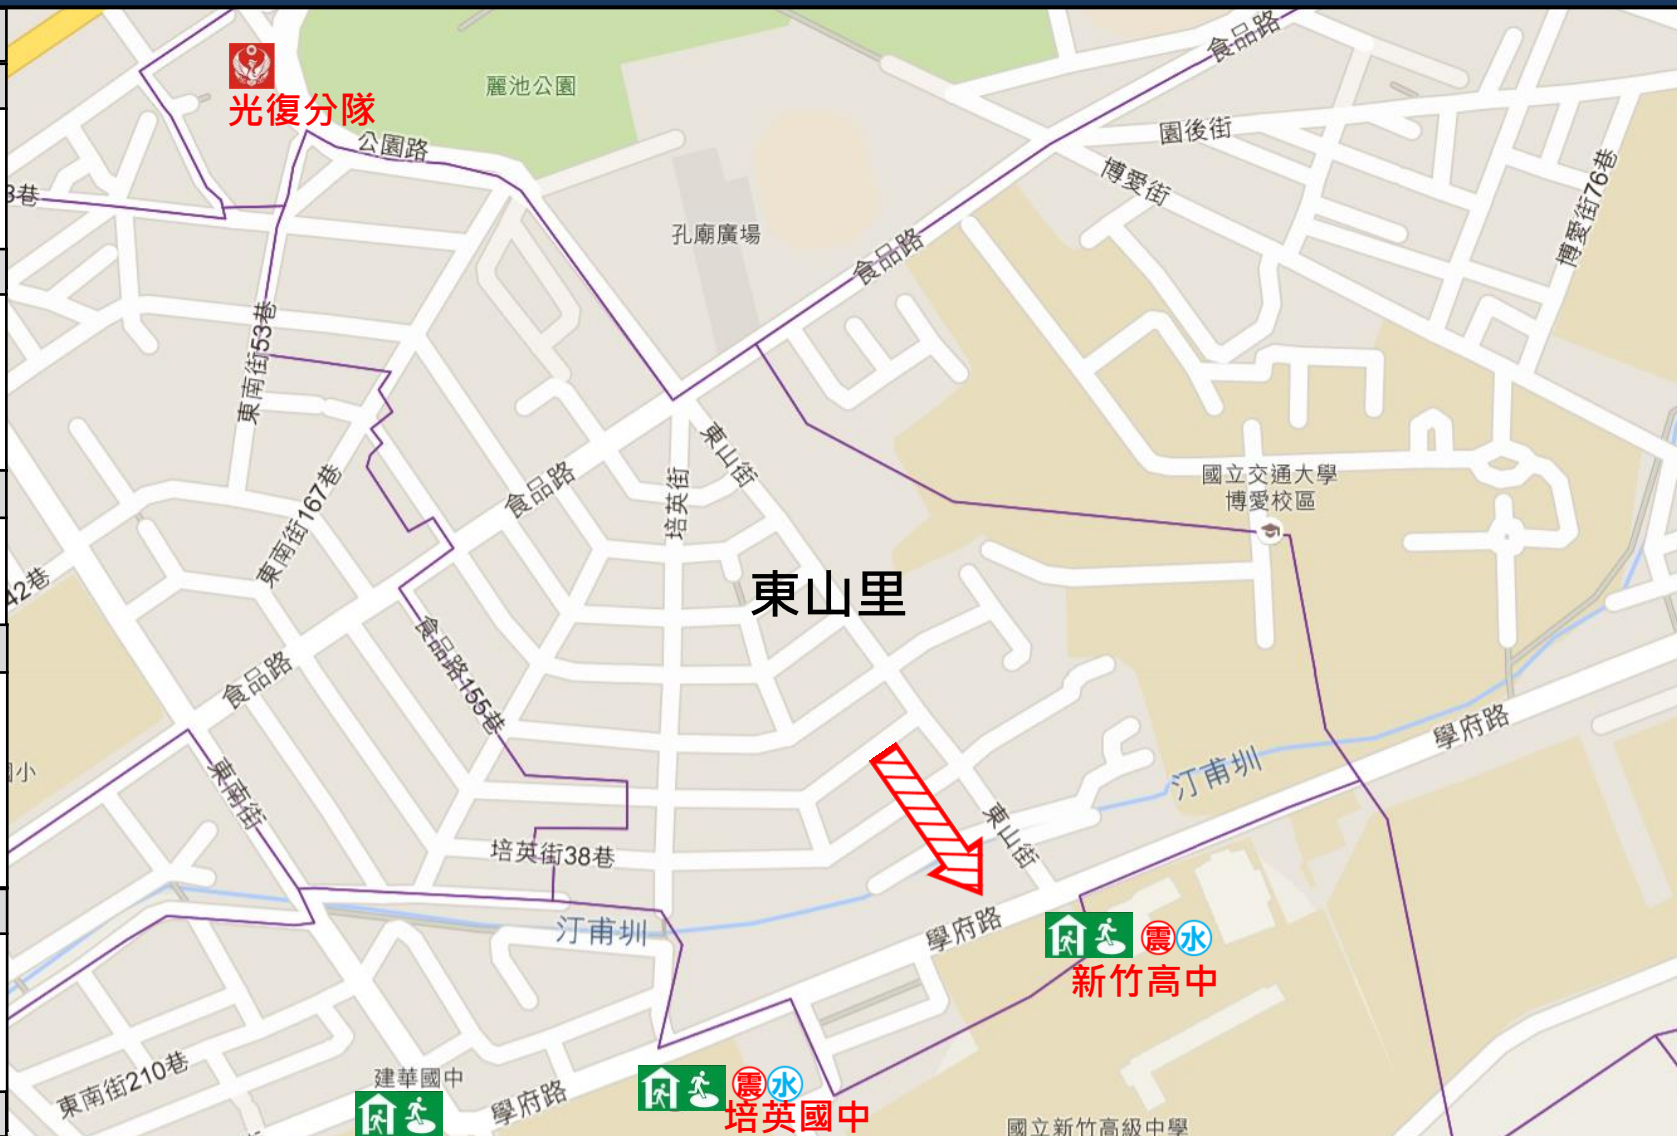 食品路
麗池公園
光復分隊
園後街
公園路
博愛街
博愛街76巷
3巷
孔廟廣場
食品路
東南街53巷
東山街
國立交通大學
博愛校區
食品路
培英街
東南街167巷
42巷
東山里
食品路155巷
食品路
學府路
小
汀甫圳
東南街
東山街
培英街38巷
汀甫圳
學府路
震
水
新竹高中
建華國中
東南街210巷
學府路
震
水
培英國中
國立新竹高級中學